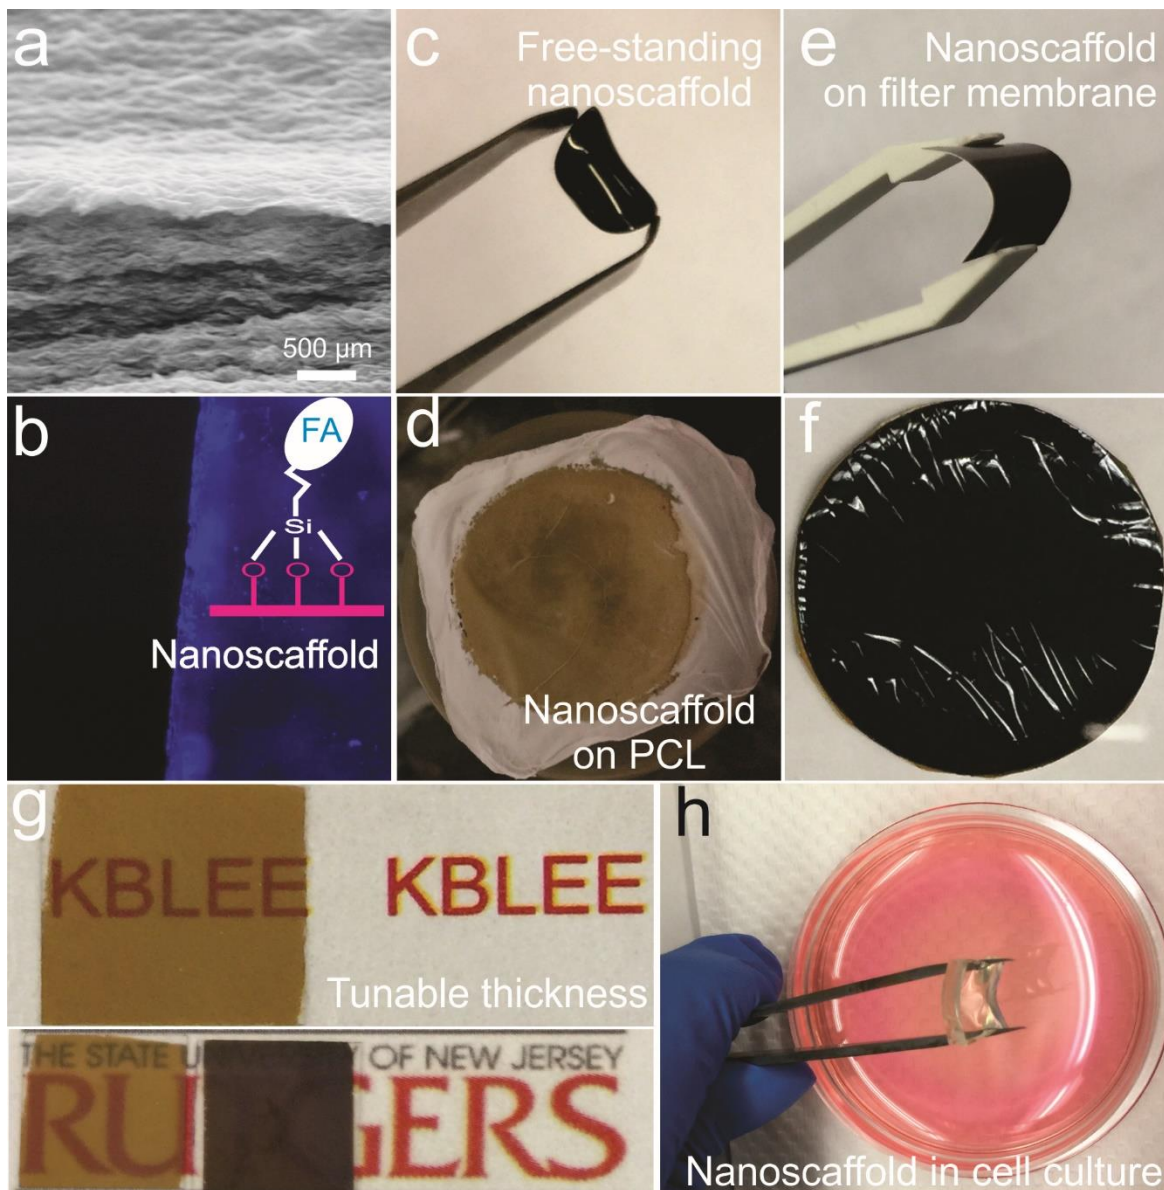 a
500 µm
b
FA
Si
Nanoscaffold
c
Free-standing
nanoscaffold
d
Nanoscaffold
on PCL
e
Nanoscaffold
on filter membrane
f
g
KBLEE KBLEE
Tunable thickness
THE STATE U Y OF NEW JERSEY
RU GERS
h
Nanoscaffold in cell culture